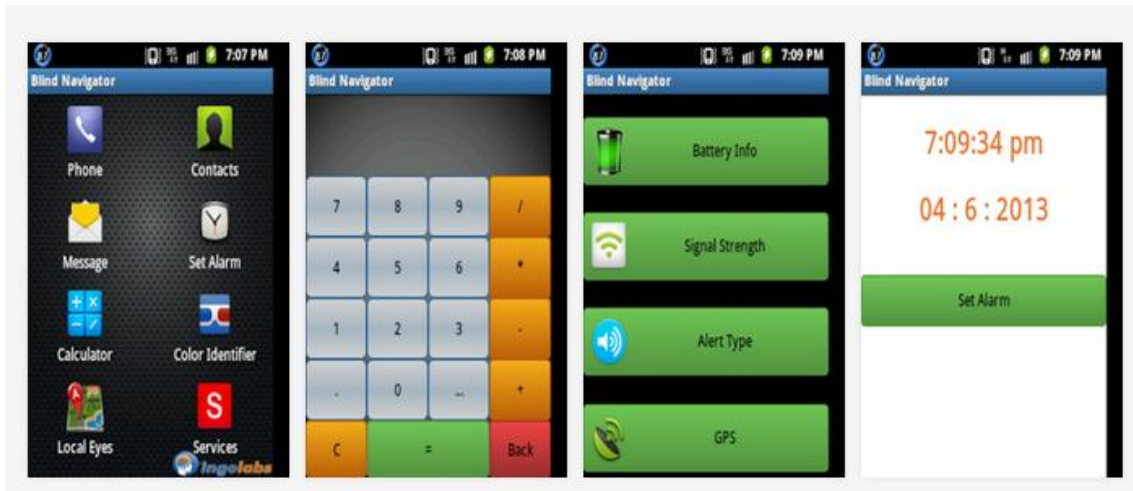 7:07 PM
Blind Navigator
Phone Contacts
Message Set Alarm
Calculator Color Identifier
Local Eyes Services
Ingolabs
7:08 PM
Blind Navigator
7 8 9 /
4 5 6 *
1 2 3 -
. 0 ...
+
C = Back
7:09 PM
Blind Navigator
Battery Info
Signal Strength
Alert Type
GPS
7:09 PM
Blind Navigator
7:09:34 pm
04 : 6 : 2013
Set Alarm